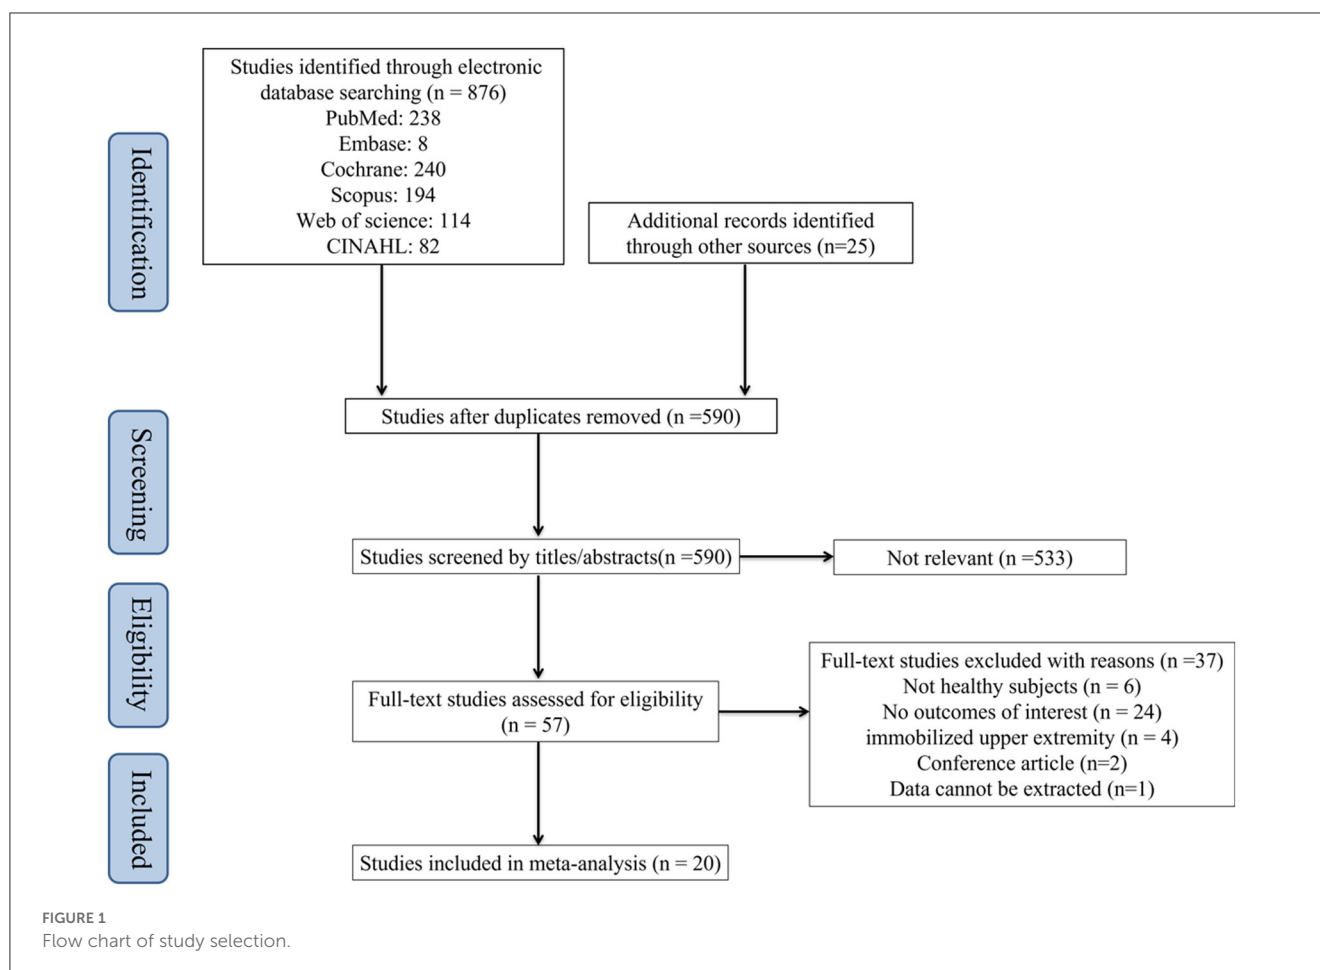 Identification
Studies identified through electronic
database searching (n = 876)
PubMed: 238
Embase: 8
Cochrane: 240
Scopus: 194
Web of science: 114
CINAHL: 82
Additional records identified
through other sources (n=25)
Screening
Studies after duplicates removed (n =590)
Studies screened by titles/abstracts(n =590)
Not relevant (n =533)
Eligibility
Full-text studies assessed for eligibility
(n = 57)
Full-text studies excluded with reasons (n =37)
Not healthy subjects (n = 6)
No outcomes of interest (n = 24)
immobilized upper extremity (n = 4)
Conference article (n=2)
Data cannot be extracted (n=1)
Included
Studies included in meta-analysis (n = 20)
FIGURE 1
Flow chart of study selection.